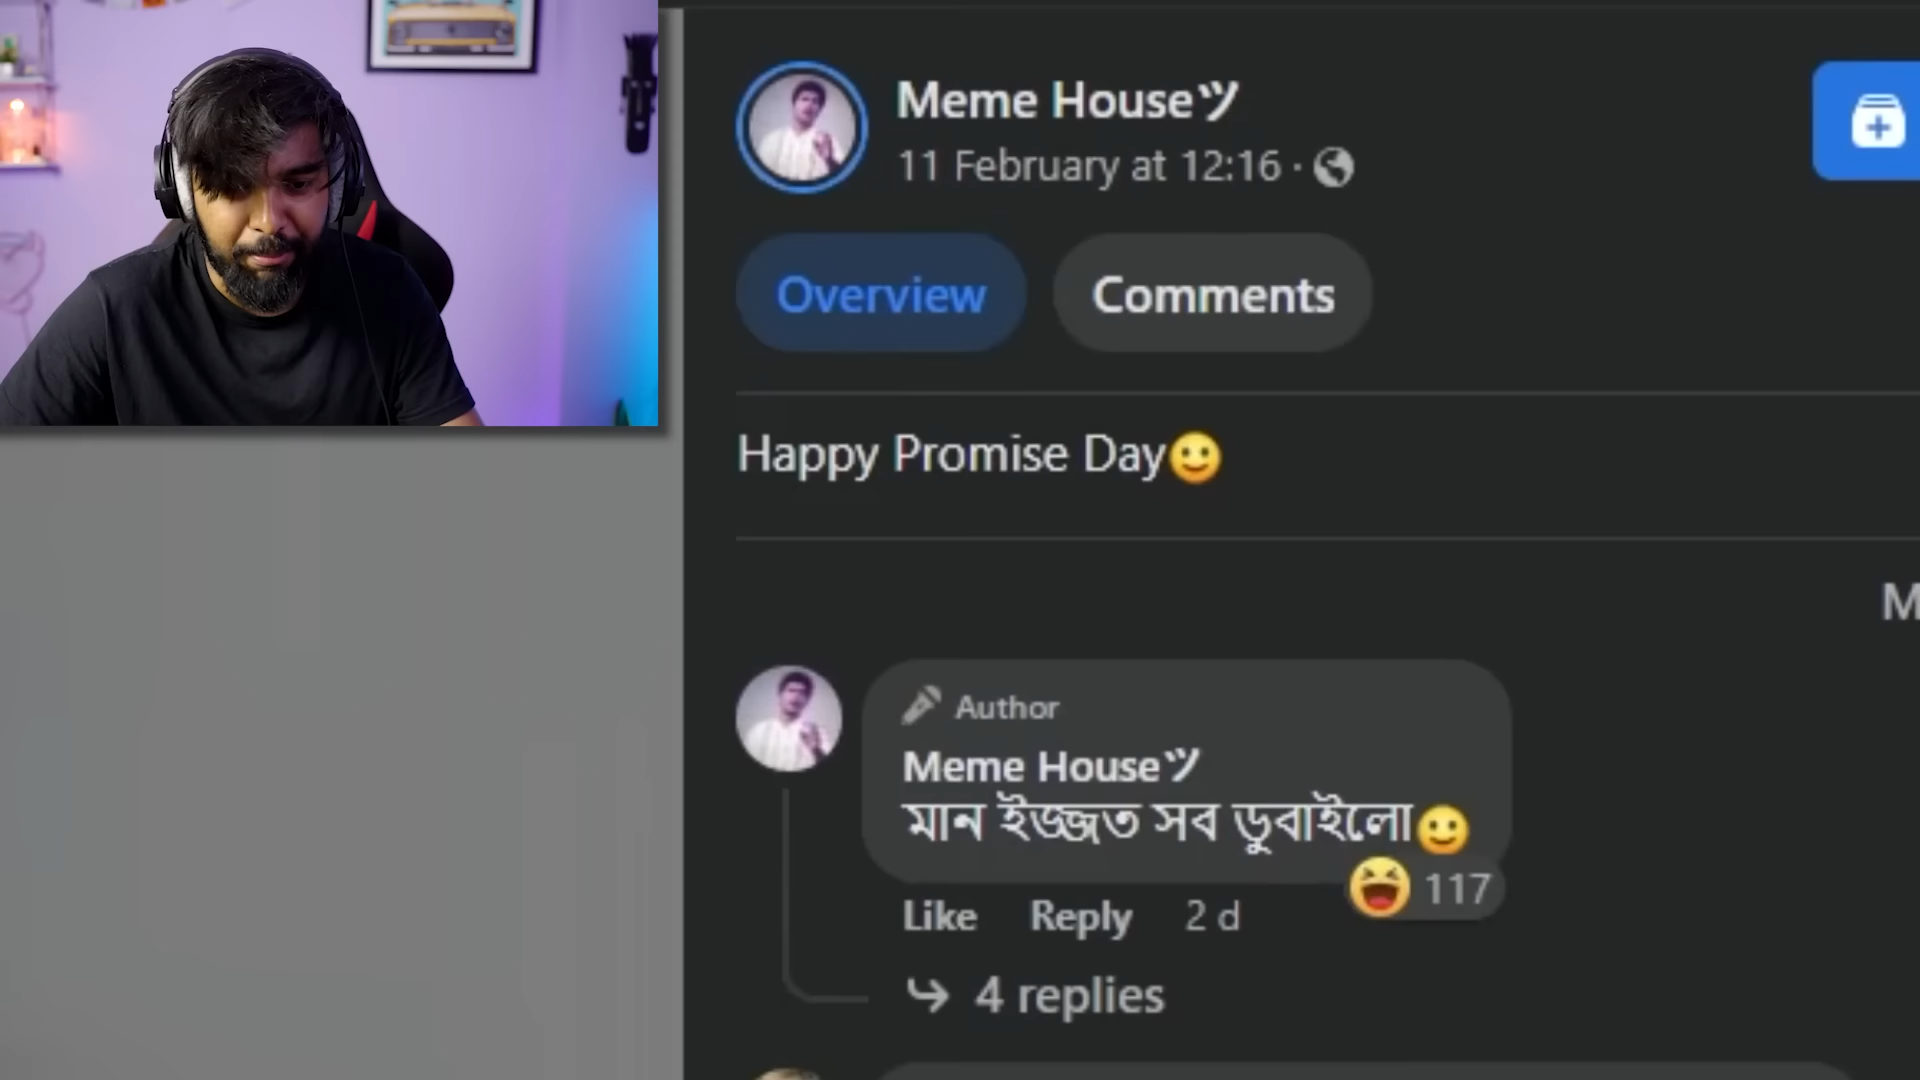 Meme Houseツ
11 February at 12:16 ·
Overview Comments
Happy Promise Day🙂
M
Author
Meme Houseツ
মান ইজ্জত সব ডুবাইলো🙂
117
Like Reply 2 d
4 replies